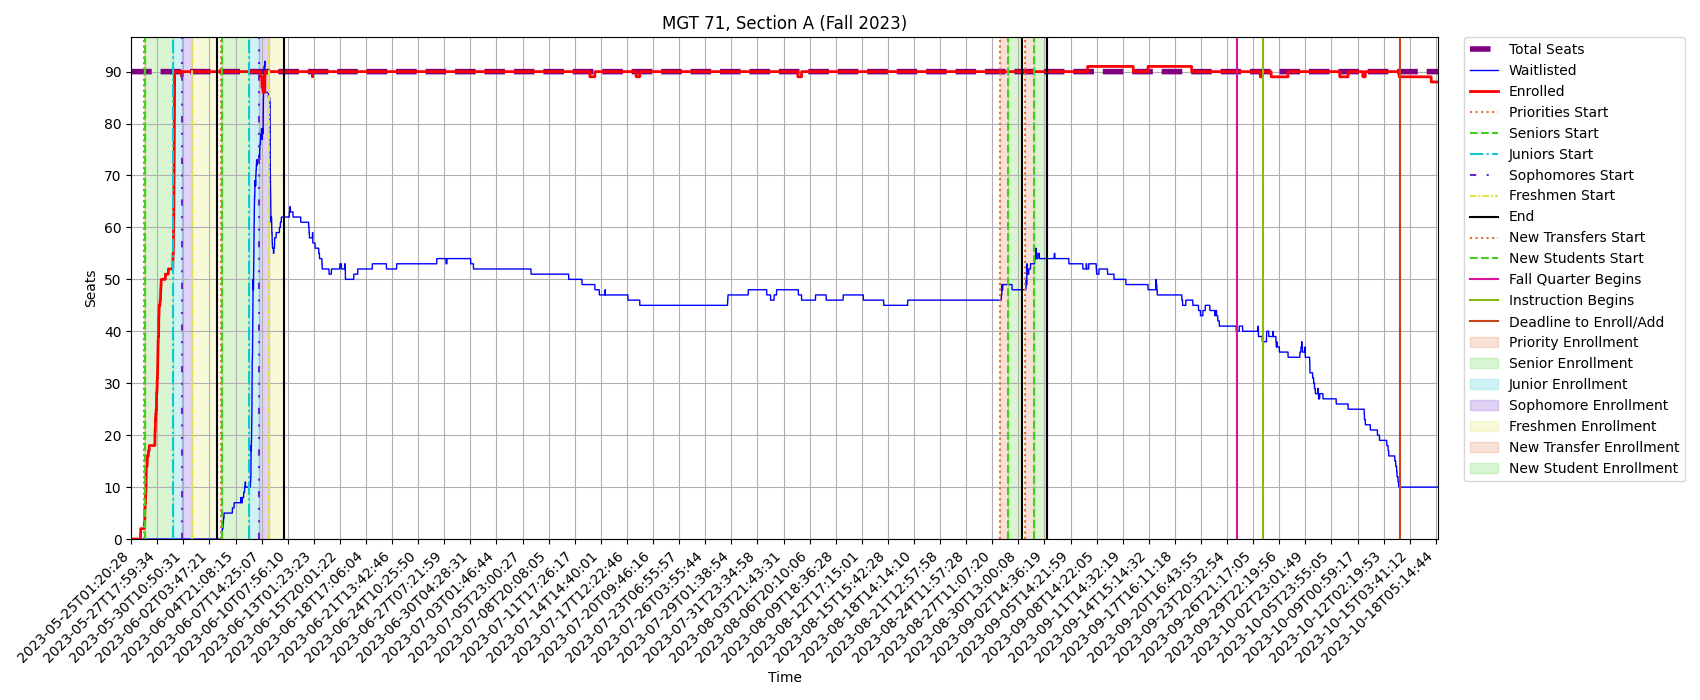 MGT 71, Section A (Fall 2023)
Seats
90
80
70
60
50
40
30
20
10
0
2023-05-25T01:20:28
2023-05-27T17:59:34
2023-05-30T10:50:31
2023-06-02T03:47:21
2023-06-04T21:08:15
2023-06-07T14:25:07
2023-06-10T07:56:10
2023-06-13T01:23:23
2023-06-15T20:01:22
2023-06-18T17:06:04
2023-06-21T13:42:46
2023-06-24T10:25:50
2023-06-27T07:21:59
2023-06-30T04:28:31
2023-07-03T01:46:44
2023-07-05T23:00:27
2023-07-08T20:08:05
2023-07-11T17:26:17
2023-07-14T14:40:01
2023-07-17T12:22:46
2023-07-20T09:46:16
2023-07-23T06:55:57
2023-07-26T03:55:44
2023-07-29T01:38:54
2023-07-31T23:34:58
2023-08-03T21:43:31
2023-08-06T20:10:06
2023-08-09T18:36:28
2023-08-12T17:15:01
2023-08-15T15:42:28
2023-08-18T14:14:10
2023-08-21T12:57:58
2023-08-24T11:57:28
2023-08-27T11:07:20
2023-08-30T13:00:08
2023-09-02T14:36:19
2023-09-05T14:21:59
2023-09-08T14:22:05
2023-09-11T14:32:19
2023-09-14T15:14:32
2023-09-17T16:11:18
2023-09-20T16:43:55
2023-09-23T20:32:54
2023-09-26T21:17:05
2023-09-29T22:19:56
2023-10-02T23:01:49
2023-10-05T23:55:05
2023-10-09T00:59:17
2023-10-12T02:19:53
2023-10-15T03:41:12
2023-10-18T05:14:44
Time
Total Seats
Waitlisted
Enrolled
Priorities Start
Seniors Start
Juniors Start
Sophomores Start
Freshmen Start
End
New Transfers Start
New Students Start
Fall Quarter Begins
Instruction Begins
Deadline to Enroll/Add
Priority Enrollment
Senior Enrollment
Junior Enrollment
Sophomore Enrollment
Freshmen Enrollment
New Transfer Enrollment
New Student Enrollment